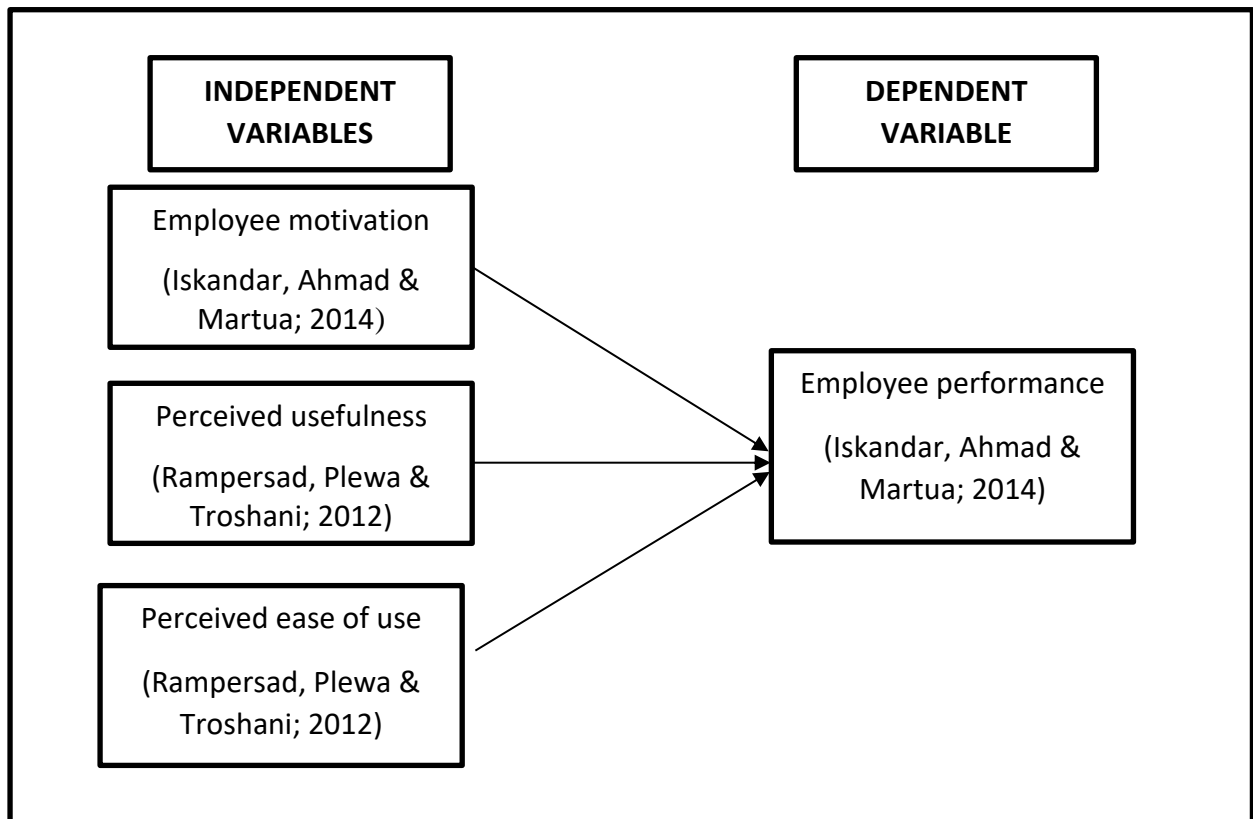 INDEPENDENT
VARIABLES
DEPENDENT
VARIABLE
Employee motivation
(Iskandar, Ahmad &
Martua; 2014)
Perceived usefulness
(Rampersad, Plewa &
Troshani; 2012)
Perceived ease of use
(Rampersad, Plewa &
Troshani; 2012)
Employee performance
(Iskandar, Ahmad &
Martua; 2014)